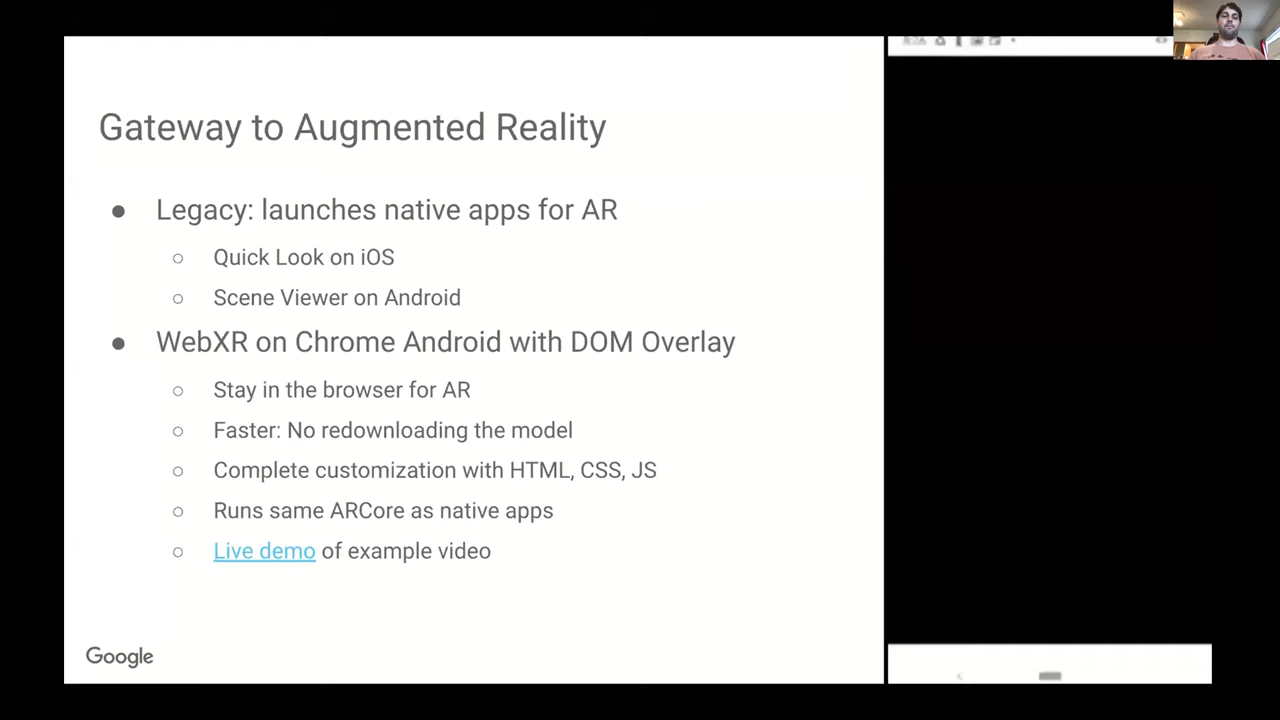 Gateway to Augmented Reality
● Legacy: launches native apps for AR
○ Quick Look on iOS
○ Scene Viewer on Android
● WebXR on Chrome Android with DOM Overlay
○ Stay in the browser for AR
○ Faster: No redownloading the model
○ Complete customization with HTML, CSS, JS
○ Runs same ARCore as native apps
○ Live demo of example video
Google